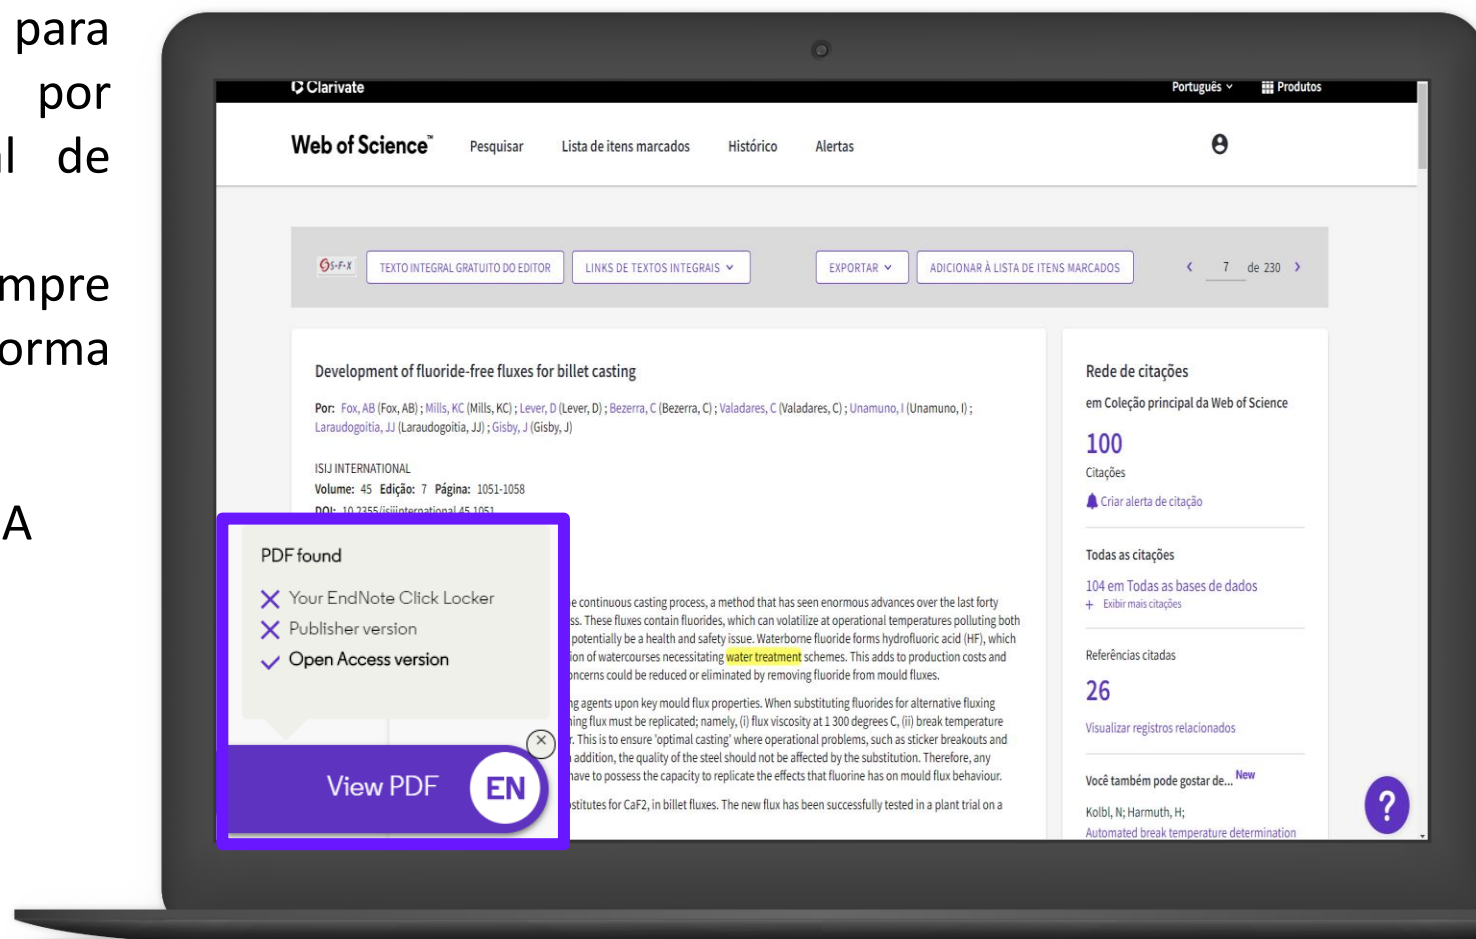 para
por
de
A
Clarivate
Português
Produtos
Web of Science™
Pesquisar
Lista de itens marcados
Histórico
Alertas
S·F·X
TEXTO INTEGRAL GRATUITO DO EDITOR
LINKS DE TEXTOS INTEGRAIS
EXPORTAR
ADICIONAR À LISTA DE ITENS MARCADOS
7 de 230
Development of fluoride-free fluxes for billet casting
Por: Fox, AB (Fox, AB) ; Mills, KC (Mills, KC) ; Lever, D (Lever, D) ; Bezerra, C (Bezerra, C) ; Valadares, C (Valadares, C) ; Unamuno, I (Unamuno, I) ;
Laraudogoitia, JJ (Laraudogoitia, JJ) ; Gisby, J (Gisby, J)
ISIJ INTERNATIONAL
Volume: 45 Edição: 7 Página: 1051-1058
DOI: 10.2355/isijinternational.45.1051
PDF found
Your EndNote Click Locker
Publisher version
Open Access version
View PDF
EN
e continuous casting process, a method that has seen enormous advances over the last forty
ss. These fluxes contain fluorides, which can volatilize at operational temperatures polluting both
potentially be a health and safety issue. Waterborne fluoride forms hydrofluoric acid (HF), which
ion of watercourses necessitating water treatment schemes. This adds to production costs and
oncerns could be reduced or eliminated by removing fluoride from mould fluxes.
ng agents upon key mould flux properties. When substituting fluorides for alternative fluxing
ning flux must be replicated; namely, (i) flux viscosity at 1 300 degrees C, (ii) break temperature
r. This is to ensure 'optimal casting' where operational problems, such as sticker breakouts and
addition, the quality of the steel should not be affected by the substitution. Therefore, any
have to possess the capacity to replicate the effects that fluorine has on mould flux behaviour.
ostitutes for CaF2, in billet fluxes. The new flux has been successfully tested in a plant trial on a
Rede de citações
em Coleção principal da Web of Science
100
Citações
Criar alerta de citação
Todas as citações
104 em Todas as bases de dados
+ Exibir mais citações
Referências citadas
26
Visualizar registros relacionados
Você também pode gostar de... New
Kolbl, N; Harmuth, H;
Automated break temperature determination
?